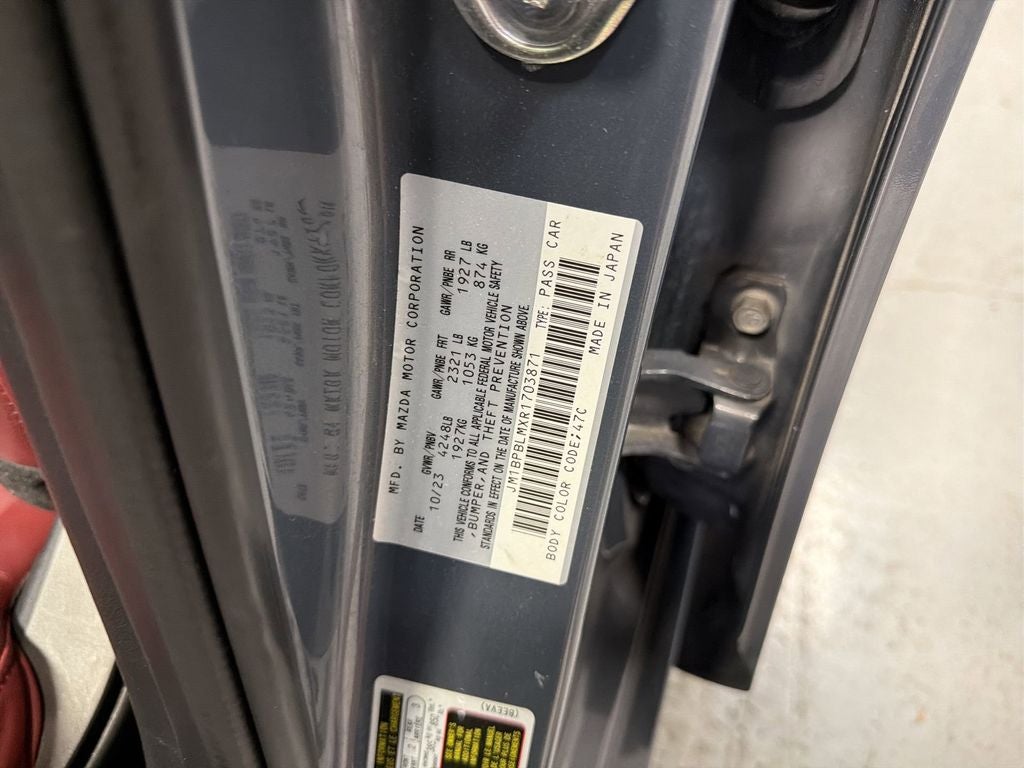 MFD. BY MAZDA MOTOR CORPORATION
DATE GVWR/PNBV GAWR/PNBE FRT GAWR/PNBE RR
10/23 4248LB 2321 LB 1927 LB
1927KG 1053 KG 874 KG
THIS VEHICLE CONFORMS TO ALL APPLICABLE FEDERAL MOTOR VEHICLE SAFETY
,BUMPER,AND THEFT PREVENTION
STANDARDS IN EFFECT ON THE DATE OF MANUFACTURE SHOWN ABOVE.
JM1BPBLMXR1703871 TYPE: PASS CAR
BODY COLOR CODE;47C
MADE IN JAPAN
(BEEVA)